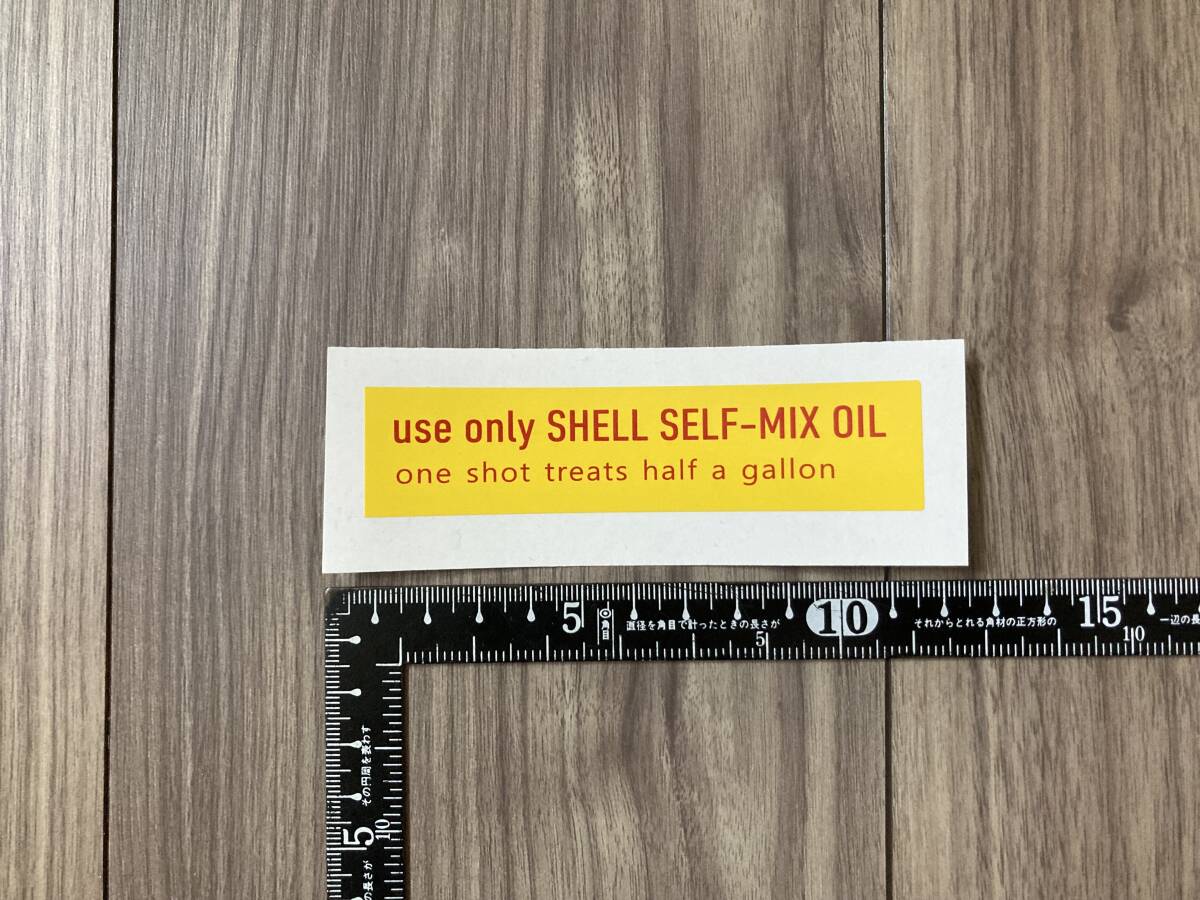 use only SHELL SELF-MIX OIL
one shot treats half a gallon
5 10 15
角目 直径を角目で計ったときの長さが それからとれる角材の正方形の 一辺の長
5 10
その円周を表わす
5
10
の長さが